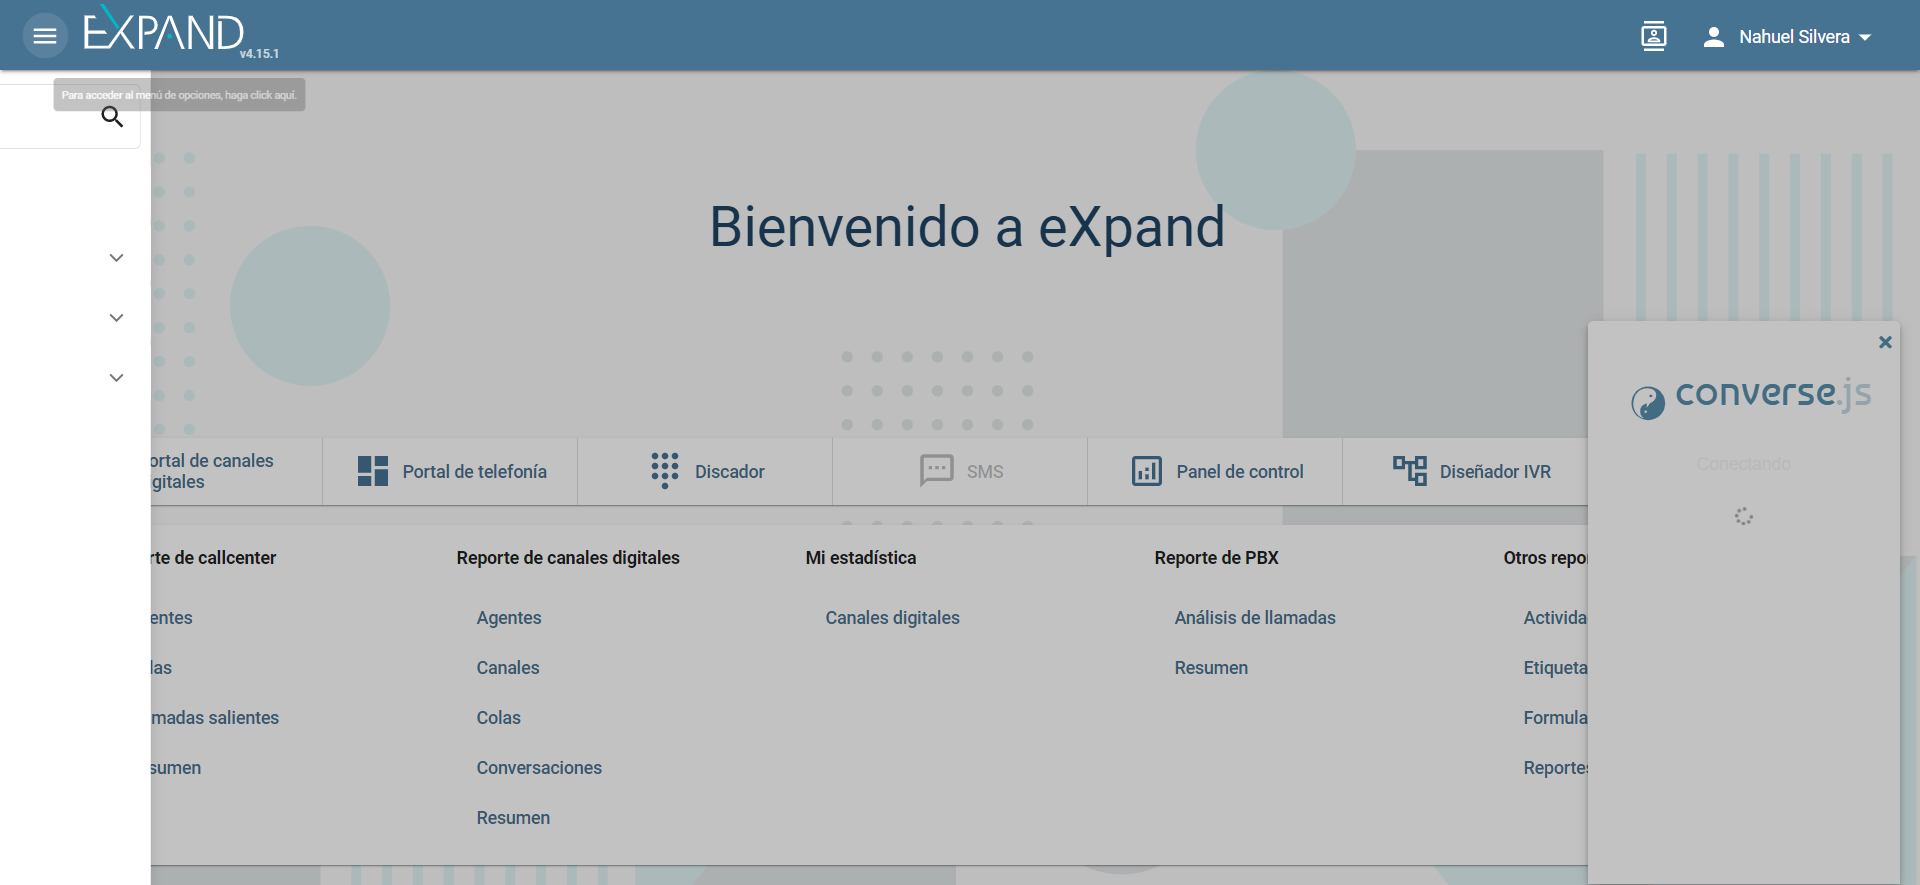 EXPAND
v4.15.1
Nahuel Silvera
Para acceder al menú de opciones, haga click aquí.
Bienvenido a eXpand
converse.js
Conectando
ortal de canales
gitales
Portal de telefonía
Discador
SMS
Panel de control
Diseñador IVR
rte de callcenter
entes
las
madas salientes
sumen
Reporte de canales digitales
Agentes
Canales
Colas
Conversaciones
Resumen
Mi estadística
Canales digitales
Reporte de PBX
Análisis de llamadas
Resumen
Otros repor
Activida
Etiqueta
Formula
Reportes